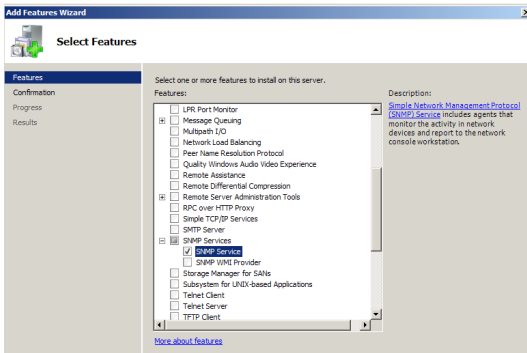 Add Features Wizard
Select Features
Features
Confirmation
Progress
Results
Select one or more features to install on this server.
Features:
LPR Port Monitor
Message Queuing
Multipath I/O
Network Load Balancing
Peer Name Resolution Protocol
Quality Windows Audio Video Experience
Remote Assistance
Remote Differential Compression
Remote Server Administration Tools
RPC over HTTP Proxy
Simple TCP/IP Services
SMTP Server
SNMP Services
SNMP Service
SNMP WMI Provider
Storage Manager for SANs
Subsystem for UNIX-based Applications
Telnet Client
Telnet Server
TFTP Client
More about features
Description:
Simple Network Management Protocol
(SNMP) Service includes agents that
monitor the activity in network
devices and report to the network
console workstation.